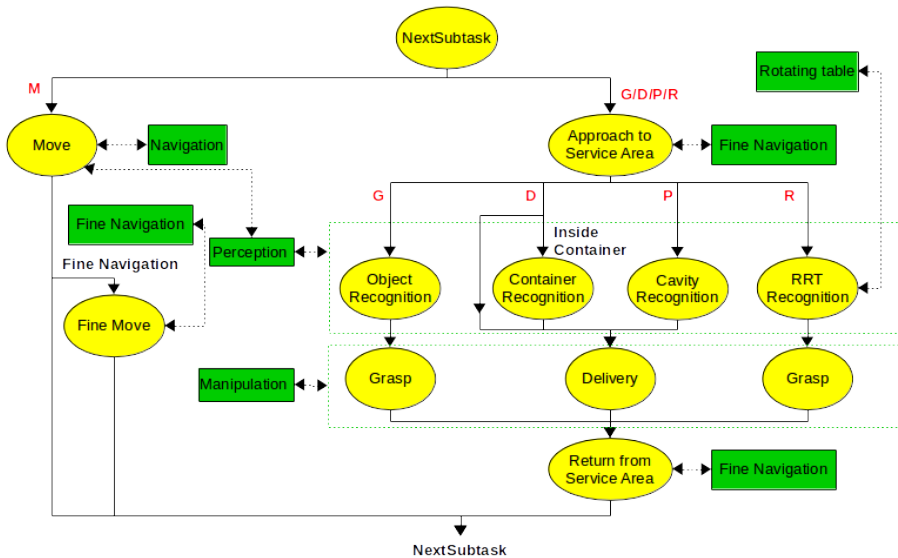 NextSubtask
Rotating table
M
G/D/P/R
Move
Navigation
Approach to
Service Area
Fine Navigation
G
D
P
R
Fine Navigation
Inside
Container
Perception
Fine Navigation
Object
Recognition
Container
Recognition
Cavity
Recognition
RRT
Recognition
Fine Move
Manipulation
Grasp
Delivery
Grasp
Return from
Service Area
Fine Navigation
NextSubtask